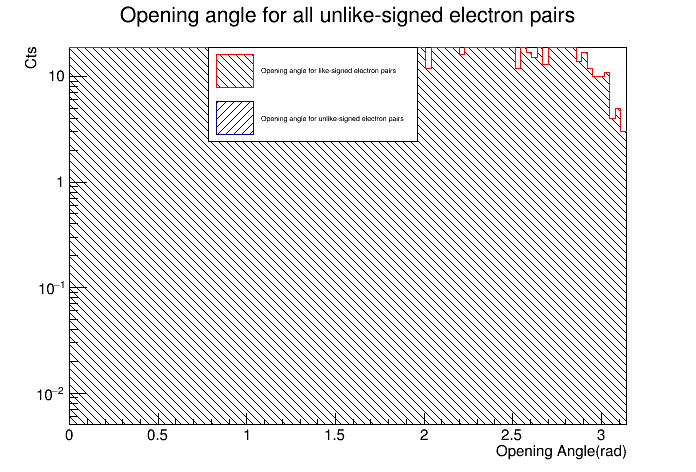 Opening angle for all unlike-signed electron pairs
Cts
Opening angle for like-signed electron pairs
Opening angle for unlike-signed electron pairs
10
1
10⁻¹
10⁻²
0 0.5 1 1.5 2 2.5 3
Opening Angle(rad)